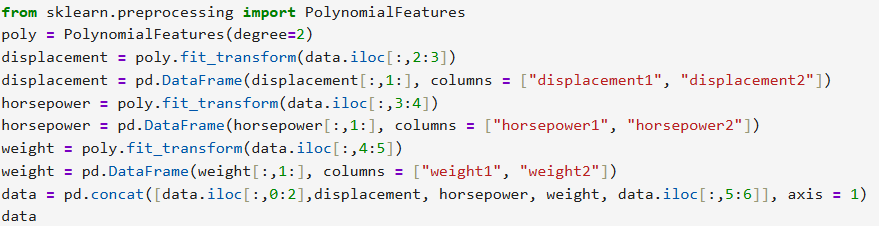 from sklearn.preprocessing import PolynomialFeatures
poly = PolynomialFeatures(degree=2)
displacement = poly.fit_transform(data.iloc[:,2:3])
displacement = pd.DataFrame(displacement[:,1:], columns = ["displacement1", "displacement2"])
horsepower = poly.fit_transform(data.iloc[:,3:4])
horsepower = pd.DataFrame(horsepower[:,1:], columns = ["horsepower1", "horsepower2"])
weight = poly.fit_transform(data.iloc[:,4:5])
weight = pd.DataFrame(weight[:,1:], columns = ["weight1", "weight2"])
data = pd.concat([data.iloc[:,0:2],displacement, horsepower, weight, data.iloc[:,5:6]], axis = 1)
data